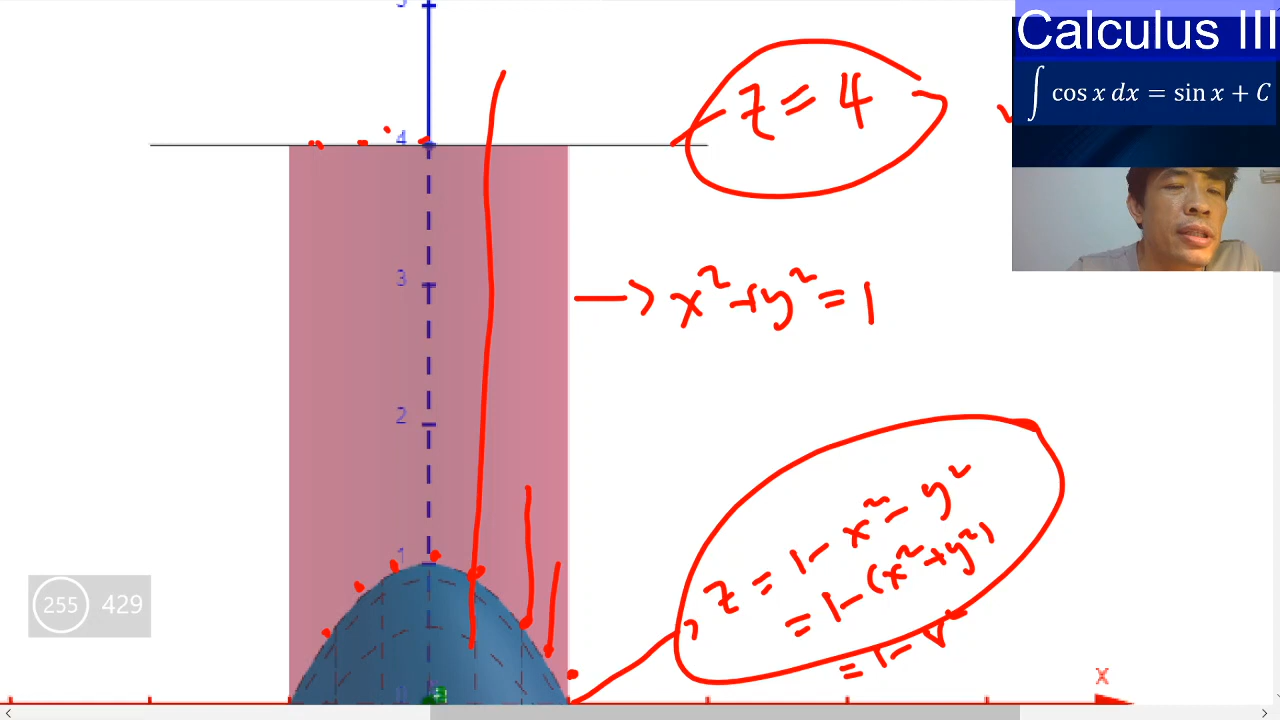 Calculus III
∫ cos x dx = sin x + C
z = 4
4
3
→ x² + y² = 1
2
1
z = 1 - x² - y²
= 1 - (x² + y²)
= 1 - r²
255 429
x